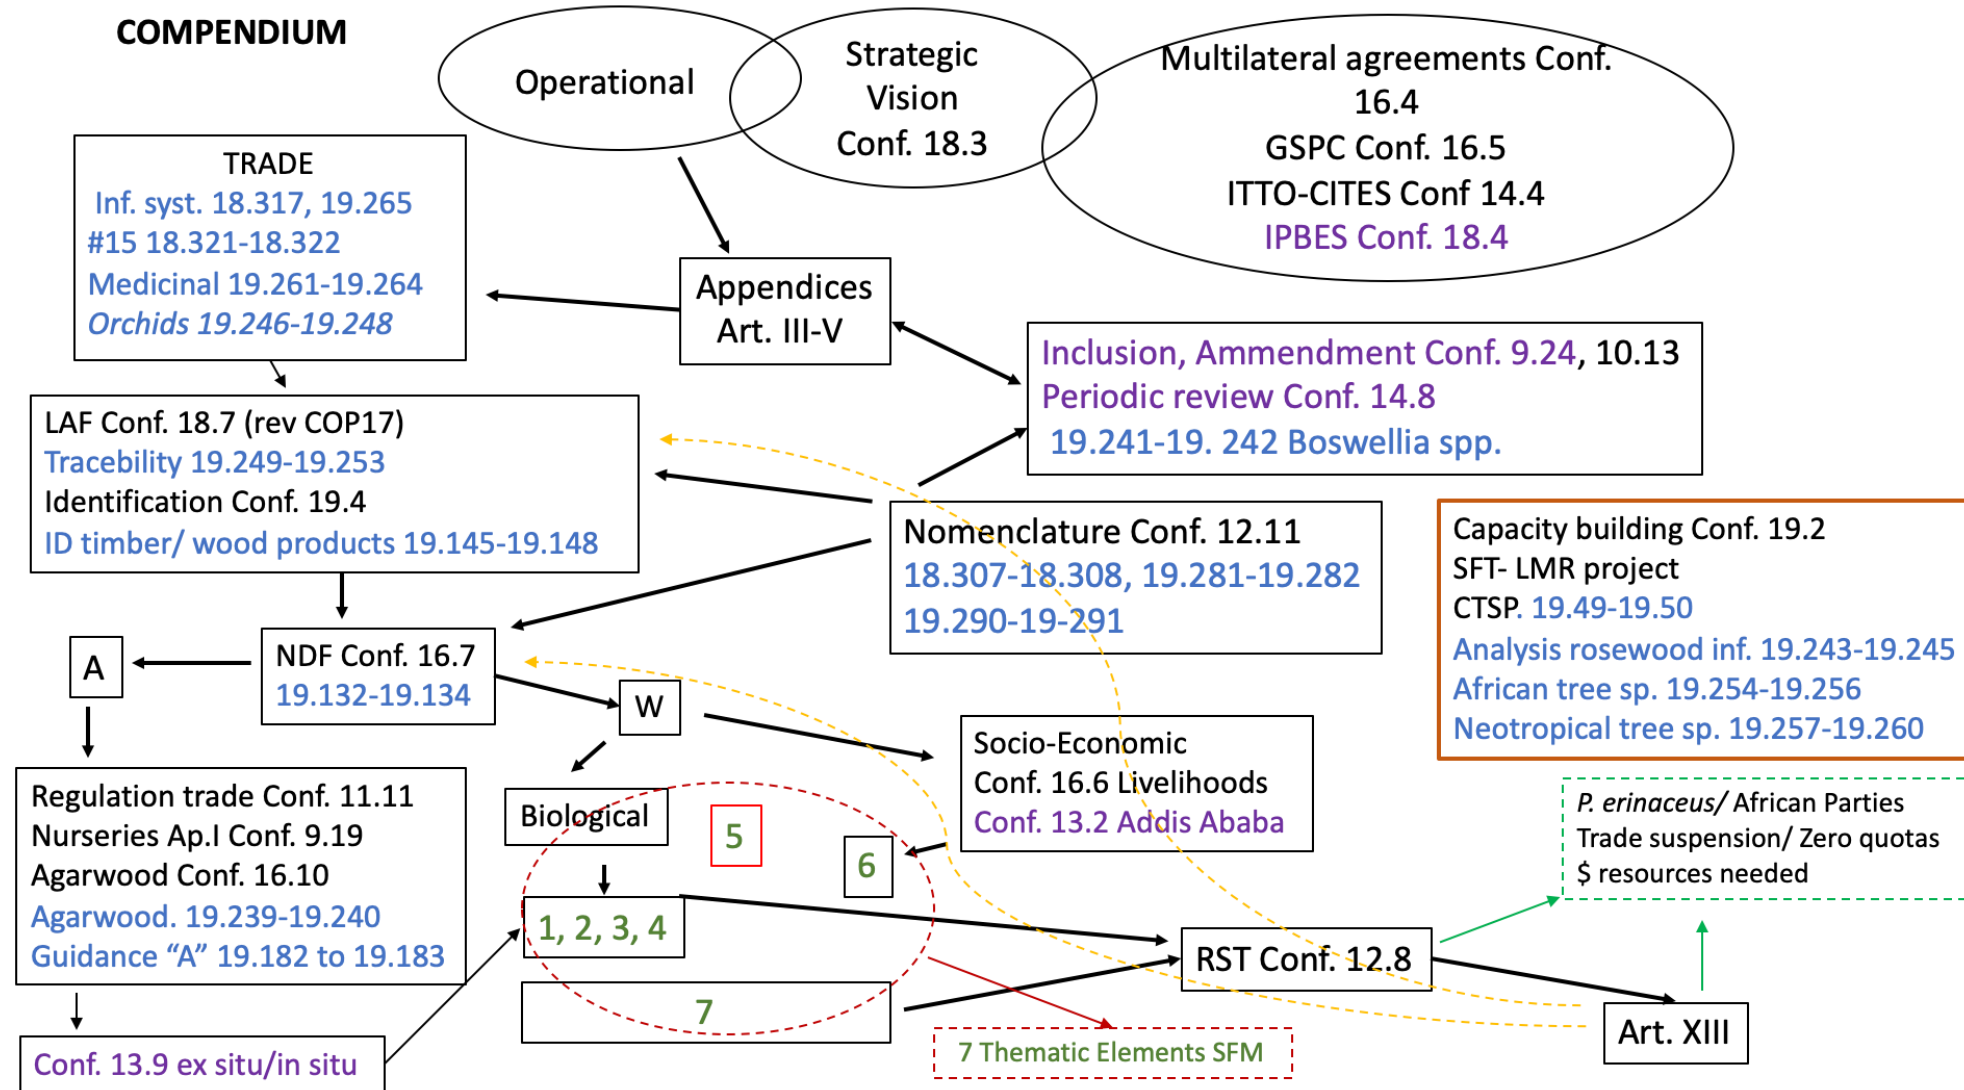 COMPENDIUM
Operational
Strategic
Vision
Conf. 18.3
Multilateral agreements Conf.
16.4
GSPC Conf. 16.5
ITTO-CITES Conf 14.4
IPBES Conf. 18.4
TRADE
Inf. syst. 18.317, 19.265
#15 18.321-18.322
Medicinal 19.261-19.264
Orchids 19.246-19.248
Appendices
Art. III-V
Inclusion, Ammendment Conf. 9.24, 10.13
Periodic review Conf. 14.8
19.241-19. 242 Boswellia spp.
LAF Conf. 18.7 (rev COP17)
Tracebility 19.249-19.253
Identification Conf. 19.4
ID timber/ wood products 19.145-19.148
Nomenclature Conf. 12.11
18.307-18.308, 19.281-19.282
19.290-19-291
Capacity building Conf. 19.2
SFT- LMR project
CTSP. 19.49-19.50
Analysis rosewood inf. 19.243-19.245
African tree sp. 19.254-19.256
Neotropical tree sp. 19.257-19.260
A
NDF Conf. 16.7
19.132-19.134
W
Socio-Economic
Conf. 16.6 Livelihoods
Conf. 13.2 Addis Ababa
Regulation trade Conf. 11.11
Nurseries Ap.I Conf. 9.19
Agarwood Conf. 16.10
Agarwood. 19.239-19.240
Guidance “A” 19.182 to 19.183
Biological
5
6
1, 2, 3, 4
7
P. erinaceus/ African Parties
Trade suspension/ Zero quotas
$ resources needed
RST Conf. 12.8
Art. XIII
7 Thematic Elements SFM
Conf. 13.9 ex situ/in situ